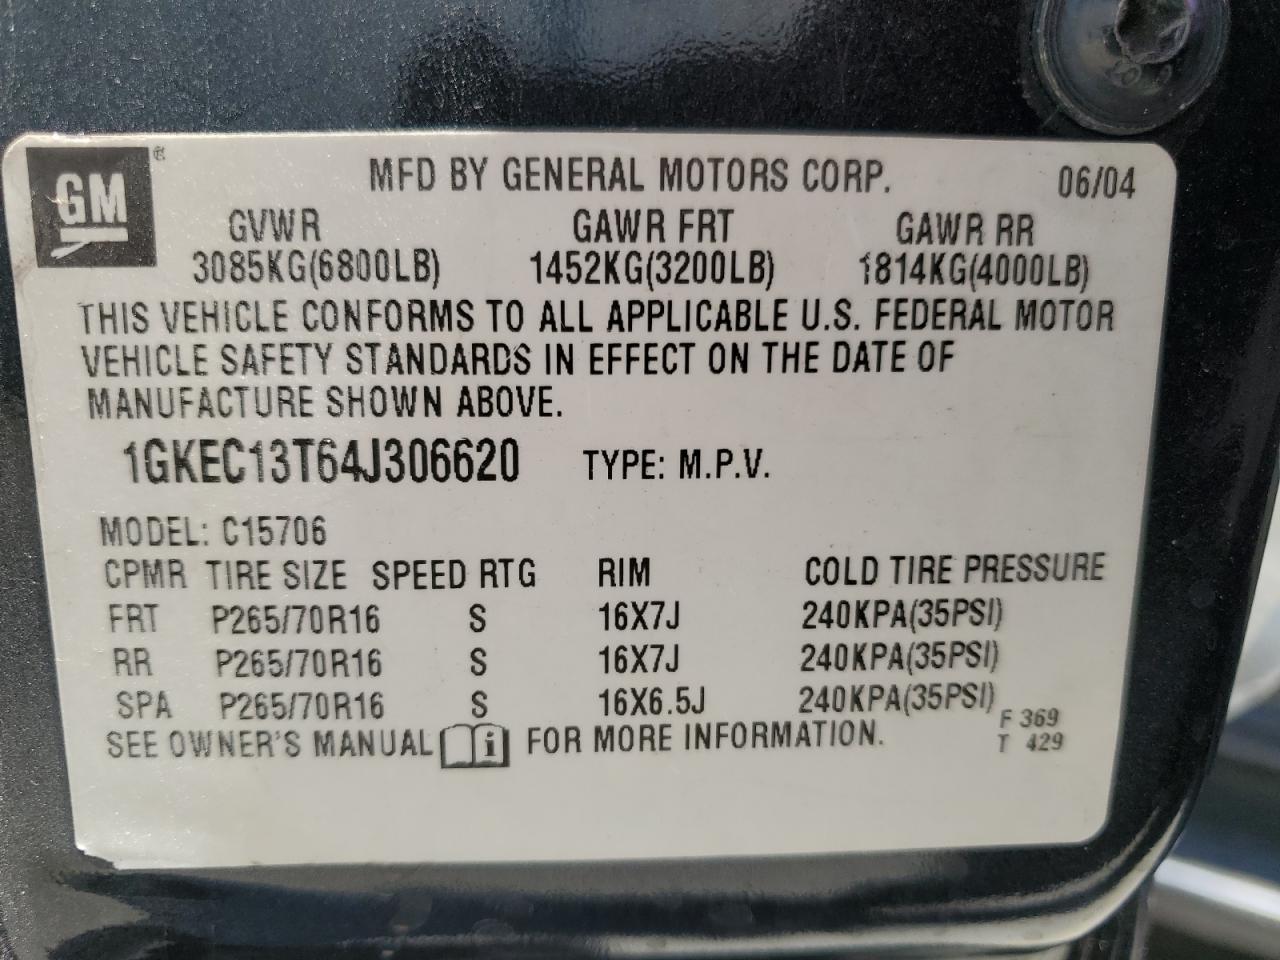 GM ®
MFD BY GENERAL MOTORS CORP. 06/04
GVWR GAWR FRT GAWR RR
3085KG(6800LB) 1452KG(3200LB) 1814KG(4000LB)
THIS VEHICLE CONFORMS TO ALL APPLICABLE U.S. FEDERAL MOTOR
VEHICLE SAFETY STANDARDS IN EFFECT ON THE DATE OF
MANUFACTURE SHOWN ABOVE.
1GKEC13T64J306620 TYPE: M.P.V.
MODEL: C15706
CPMR TIRE SIZE SPEED RTG RIM COLD TIRE PRESSURE
FRT P265/70R16 S 16X7J 240KPA(35PSI)
RR P265/70R16 S 16X7J 240KPA(35PSI)
SPA P265/70R16 S 16X6.5J 240KPA(35PSI)
F 369
T 429
SEE OWNER'S MANUAL i FOR MORE INFORMATION.